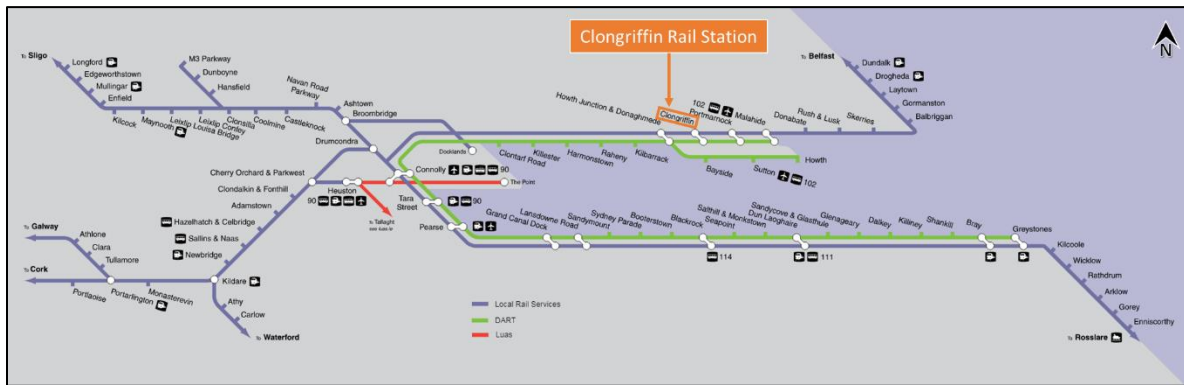 Clongriffin Rail Station
N
To Sligo
Longford
Edgeworthstown
Mullingar
Enfield
Kilcock
Maynooth
Leixlip Louisa Bridge
Leixlip Conley
Clonsilla
Coolmine
Castleknock
M3 Parkway
Dunboyne
Hansfield
Navan Road
Parkway
Ashtown
Broombridge
Drumcondra
Docklands
To Belfast
Dundalk
Drogheda
Laytown
Gormanston
Balbriggan
Skerries
Rush & Lusk
Donabate
Malahide
102
Portmarnock
Clongriffin
Howth Junction & Donaghmede
Kilbarrack
Raheny
Harmonstown
Killester
Clontarf Road
Bayside
Sutton
102
Howth
Connolly
90
The Point
Cherry Orchard & Parkwest
Clondalkin & Fonthill
Adamstown
Hazelhatch & Celbridge
Sallins & Naas
Newbridge
Kildare
Heuston
90
To Tallaght
Tara
Street
90
Pearse
Grand Canal Dock
Lansdowne
Road
Sandymount
Sydney Parade
Booterstown
Blackrock
Seapoint
114
Salthill & Monkstown
Dun Laoghaire
111
Sandycove & Glasthule
Glenageary
Dalkey
Killiney
Shankill
Bray
Greystones
Kilcoole
Wicklow
Rathdrum
Arklow
Gorey
Enniscorthy
To Rosslare
To Galway
Athlone
Clara
Tullamore
To Cork
Portlaoise
Portarlington
Monasterevin
Athy
Carlow
To Waterford
Local Rail Services
DART
Luas